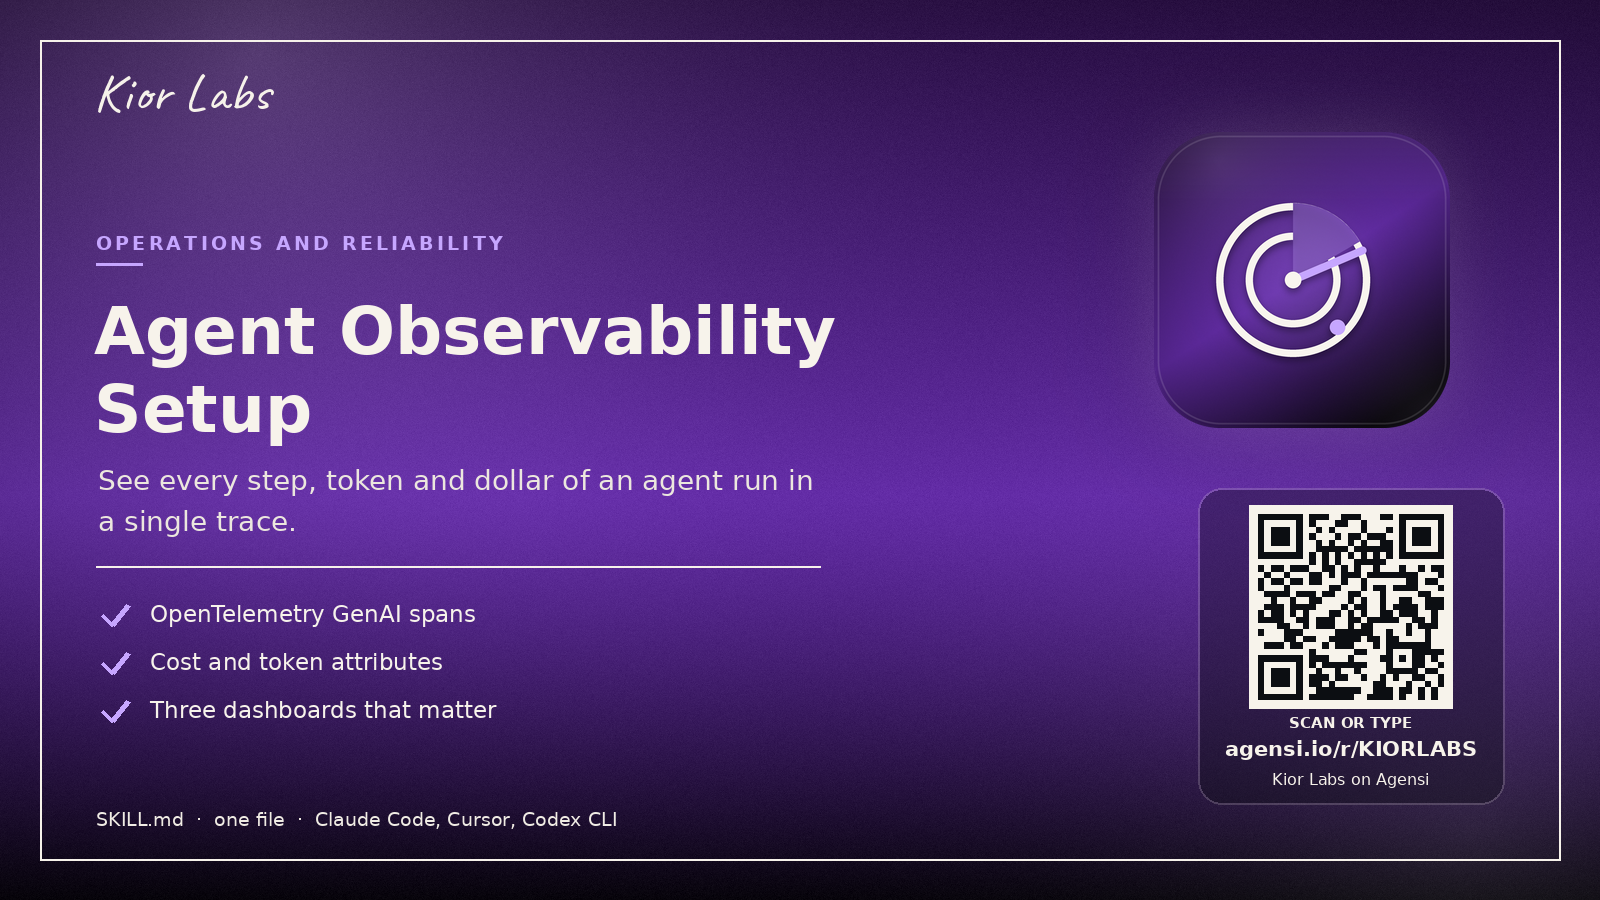 Kior Labs
OPERATIONS AND RELIABILITY
Agent Observability
Setup
See every step, token and dollar of an agent run in
a single trace.
OpenTelemetry GenAI spans
Cost and token attributes
Three dashboards that matter
SKILL.md · one file · Claude Code, Cursor, Codex CLI
SCAN OR TYPE
agensi.io/r/KIORLABS
Kior Labs on Agensi